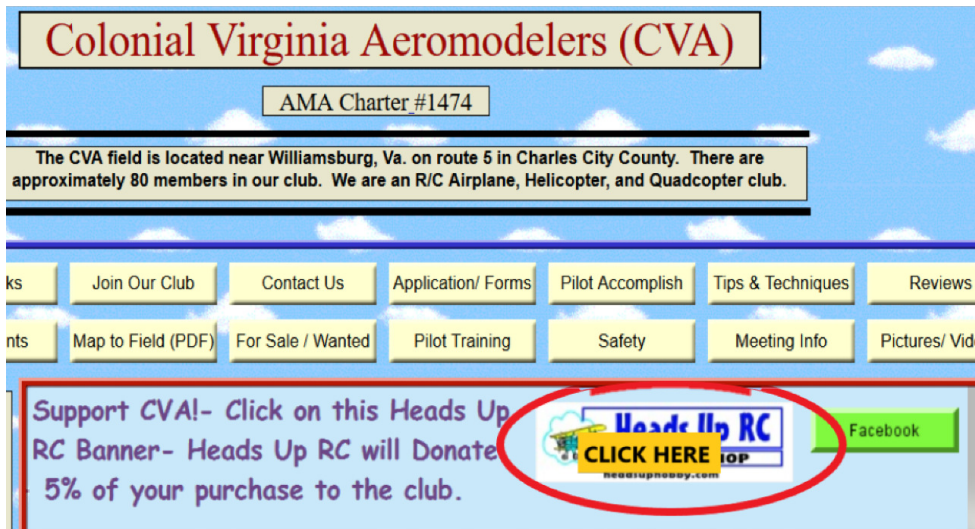 Colonial Virginia Aeromodelers (CVA)
AMA Charter #1474
The CVA field is located near Williamsburg, Va. on route 5 in Charles City County. There are
approximately 80 members in our club. We are an R/C Airplane, Helicopter, and Quadcopter club.
Join Our Club Contact Us Application/ Forms Pilot Accomplish Tips & Techniques Reviews
Map to Field (PDF) For Sale / Wanted Pilot Training Safety Meeting Info Pictures/ Vid
Support CVA!- Click on this Heads Up
RC Banner- Heads Up RC will Donate
5% of your purchase to the club.
Heads Up RC
CLICK HERE
headsuphobby.com
Facebook